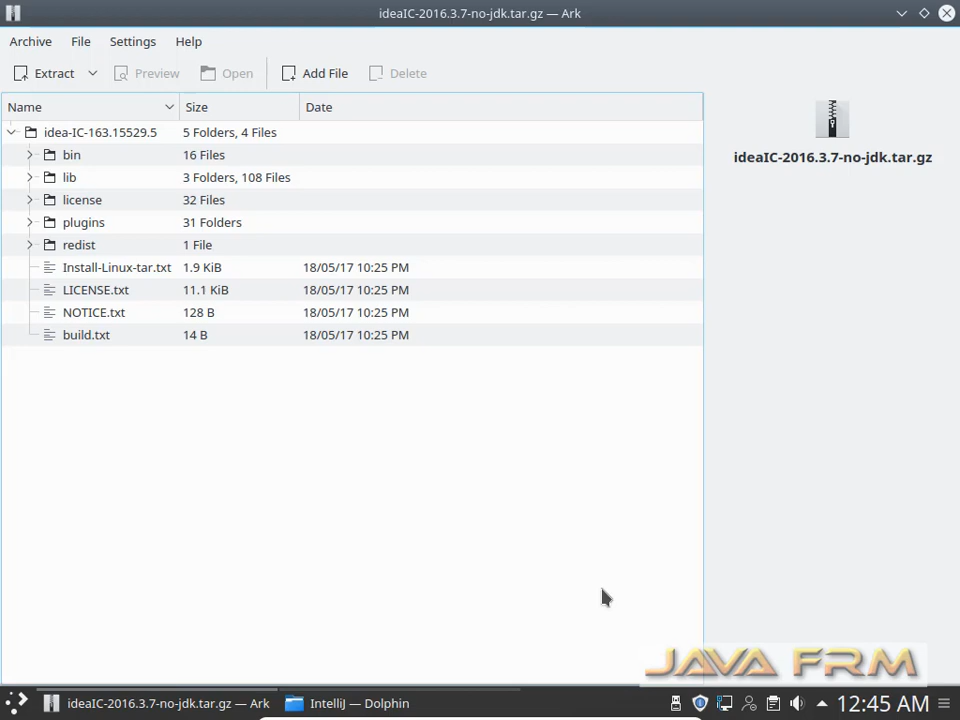 ideaIC-2016.3.7-no-jdk.tar.gz — Ark
Archive File Settings Help
Extract Preview Open Add File Delete
Name Size Date
idea-IC-163.15529.5 5 Folders, 4 Files
bin 16 Files
lib 3 Folders, 108 Files
license 32 Files
plugins 31 Folders
redist 1 File
Install-Linux-tar.txt 1.9 KiB 18/05/17 10:25 PM
LICENSE.txt 11.1 KiB 18/05/17 10:25 PM
NOTICE.txt 128 B 18/05/17 10:25 PM
build.txt 14 B 18/05/17 10:25 PM
ideaIC-2016.3.7-no-jdk.tar.gz
JAVA FRM
ideaIC-2016.3.7-no-jdk.tar.gz — Ark IntelliJ — Dolphin 12:45 AM